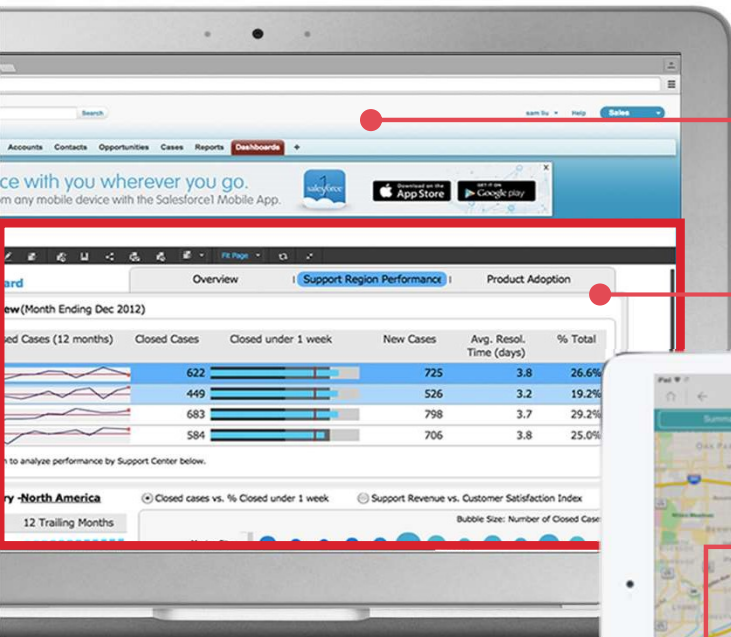 Search
sam liu
Help
Sales
Accounts Contacts Opportunities Cases Reports Dashboards +
ce with you wherever you go.
om any mobile device with the Salesforce1 Mobile App.
salesforce
1
Download on the
App Store
GET IT ON
Google play
X
Fit Page
ard
Overview
Support Region Performance
Product Adoption
ew (Month Ending Dec 2012)
sed Cases (12 months) Closed Cases Closed under 1 week New Cases Avg. Resol. Time (days) % Total
622 725 3.8 26.6%
449 526 3.2 19.2%
683 798 3.7 29.2%
584 706 3.8 25.0%
n to analyze performance by Support Center below.
ry -North America
Closed cases vs. % Closed under 1 week
Support Revenue vs. Customer Satisfaction Index
12 Trailing Months
Bubble Size: Number of Closed Case
iPad
Summa
OAK PA